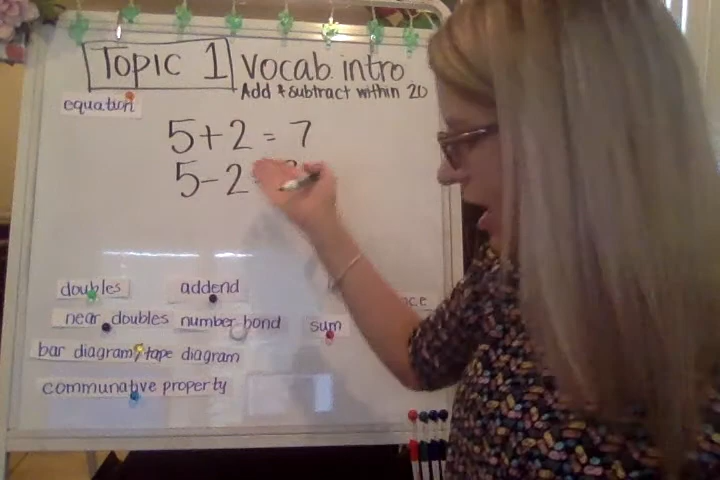 Topic 1 Vocab intro
Add + subtract within 20
equation
5+2 = 7
5-2
doubles addend
near doubles number bond sum
bar diagram/tape diagram
communative property